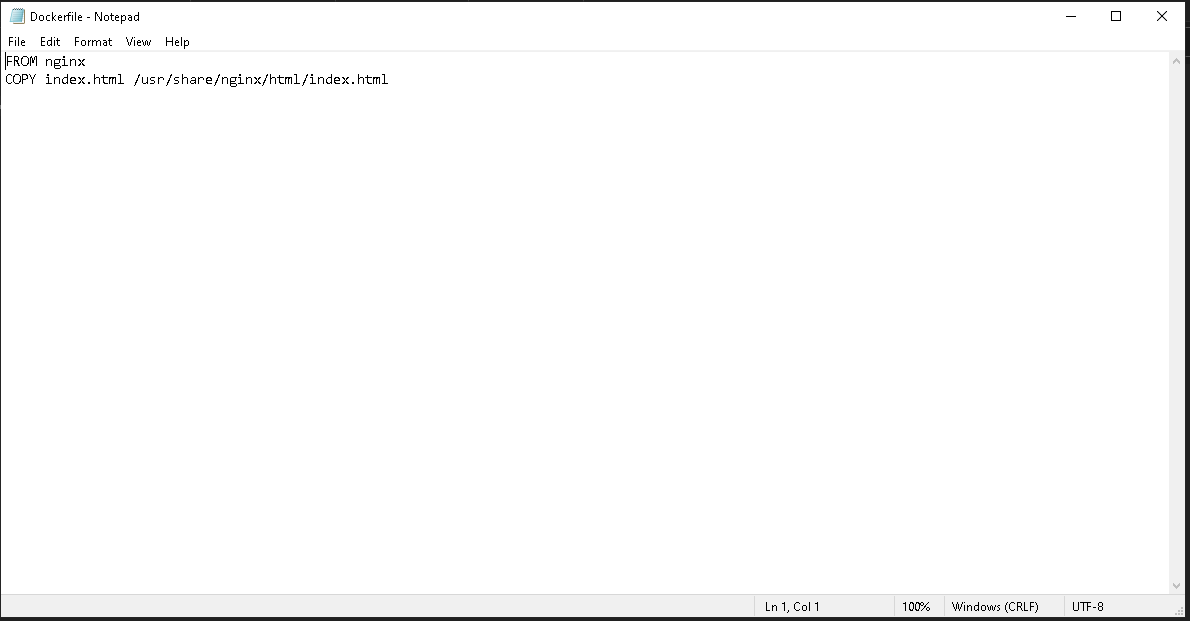 Dockerfile - Notepad
File Edit Format View Help
FROM nginx
COPY index.html /usr/share/nginx/html/index.html
Ln 1, Col 1 100% Windows (CRLF) UTF-8